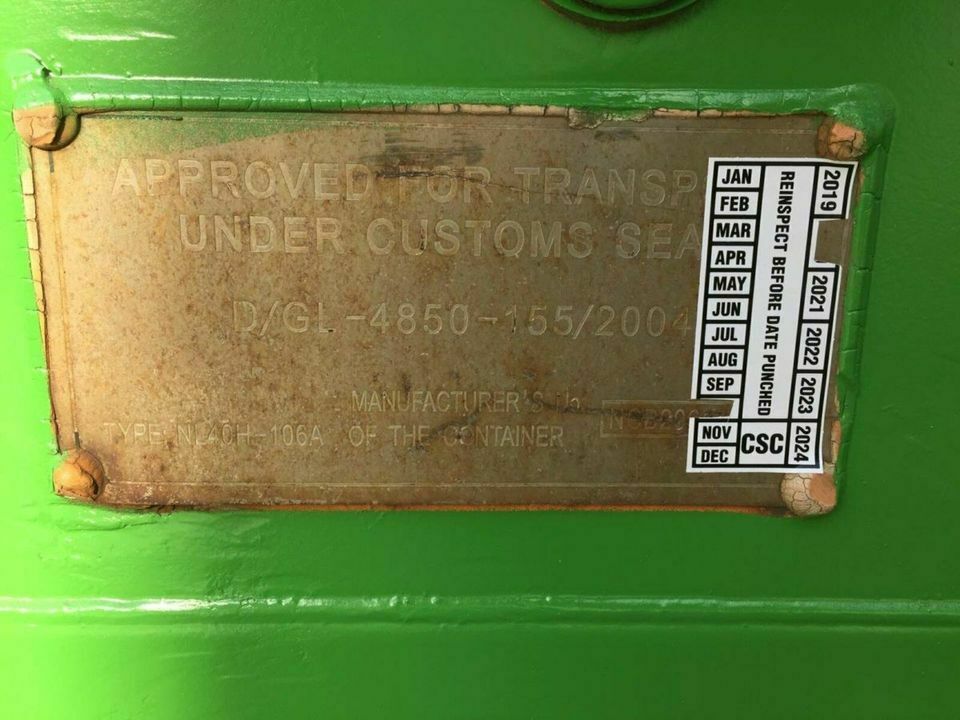 APPROVED FOR TRANSP
UNDER CUSTOMS SEA
D/GL-4850-155/2004
MANUFACTURER'S No.
TYPE NL40H-106A OF THE CONTAINER
JAN
FEB
MAR
APR
MAY
JUN
JUL
AUG
SEP
NOV
DEC
REINSPECT BEFORE DATE PUNCHED
CSC
2019
2021
2022
2023
2024